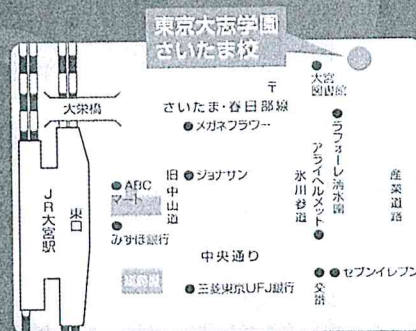 東京大志学園
さいたま校
大宮
図書館
〒
大栄橋
さいたま・春日部線
メガネフラワー
ラフォーレ清水園
アライヘルメット
氷川参道
産業道路
ABC
マート
旧中山道
ジョナサン
JR大宮駅
東口
みずほ銀行
中央通り
三菱東京UFJ銀行
交番
セブンイレブン